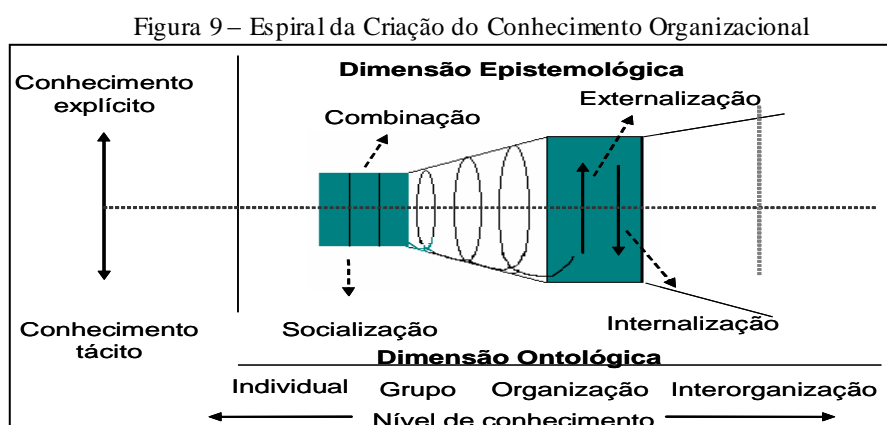 Figura 9 – Espiral da Criação do Conhecimento Organizacional
Dimensão Epistemológica
Conhecimento
explícito
Externalização
Combinação
Conhecimento
tácito
Socialização
Internalização
Dimensão Ontológica
Individual Grupo Organização Interorganização
Nível de conhecimento